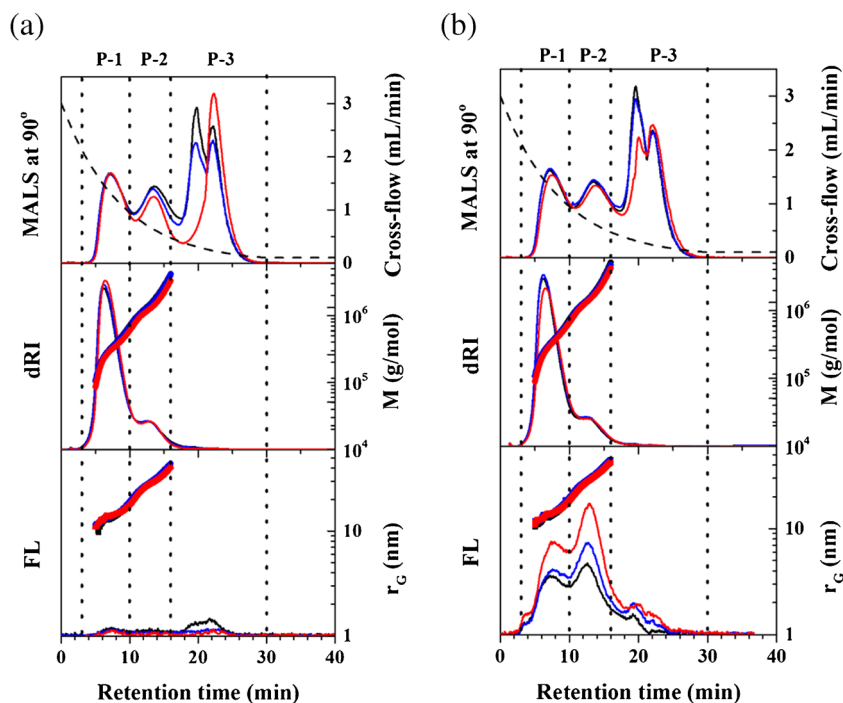 (a)
P-1 P-2 P-3
MALS at 90°
3
2
1
0
Cross-flow (mL/min)
dRI
10⁶
10⁵
10⁴
M (g/mol)
FL
10
1
r_G (nm)
0 10 20 30 40
Retention time (min)
(b)
P-1 P-2 P-3
MALS at 90°
3
2
1
0
Cross-flow (mL/min)
dRI
10⁶
10⁵
10⁴
M (g/mol)
FL
10
1
r_G (nm)
0 10 20 30 40
Retention time (min)